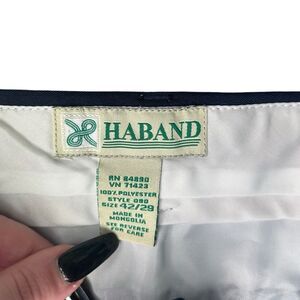 HABAND
RN 84890
VN 71423
100% POLYESTER
STYLE 090
SIZE 42/29
MADE IN
MONGOLIA
SEE REVERSE
FOR CARE